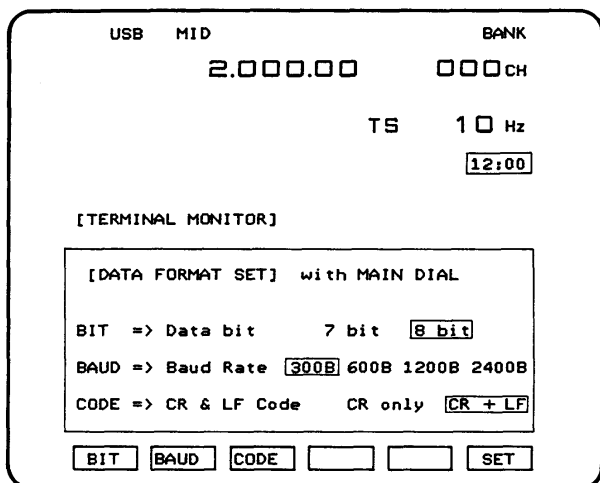 USB MID BANK
2.000.00 000CH
TS 10 Hz
12:00
[TERMINAL MONITOR]
[DATA FORMAT SET] with MAIN DIAL
BIT => Data bit 7 bit 8 bit
BAUD => Baud Rate 300B 600B 1200B 2400B
CODE => CR & LF Code CR only CR + LF
BIT BAUD CODE SET